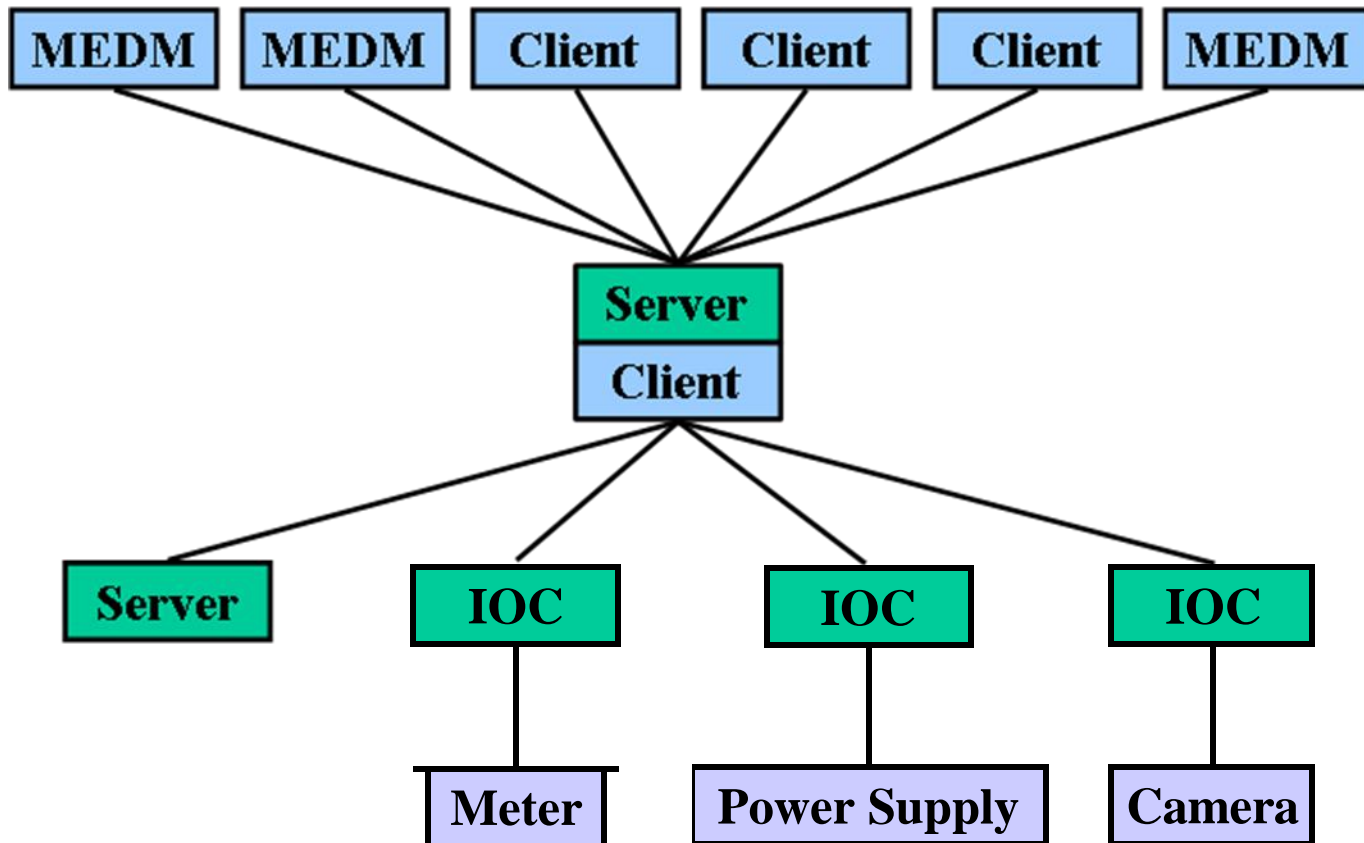 MEDM MEDM Client Client Client MEDM
Server
Client
Server IOC IOC IOC
Meter Power Supply Camera